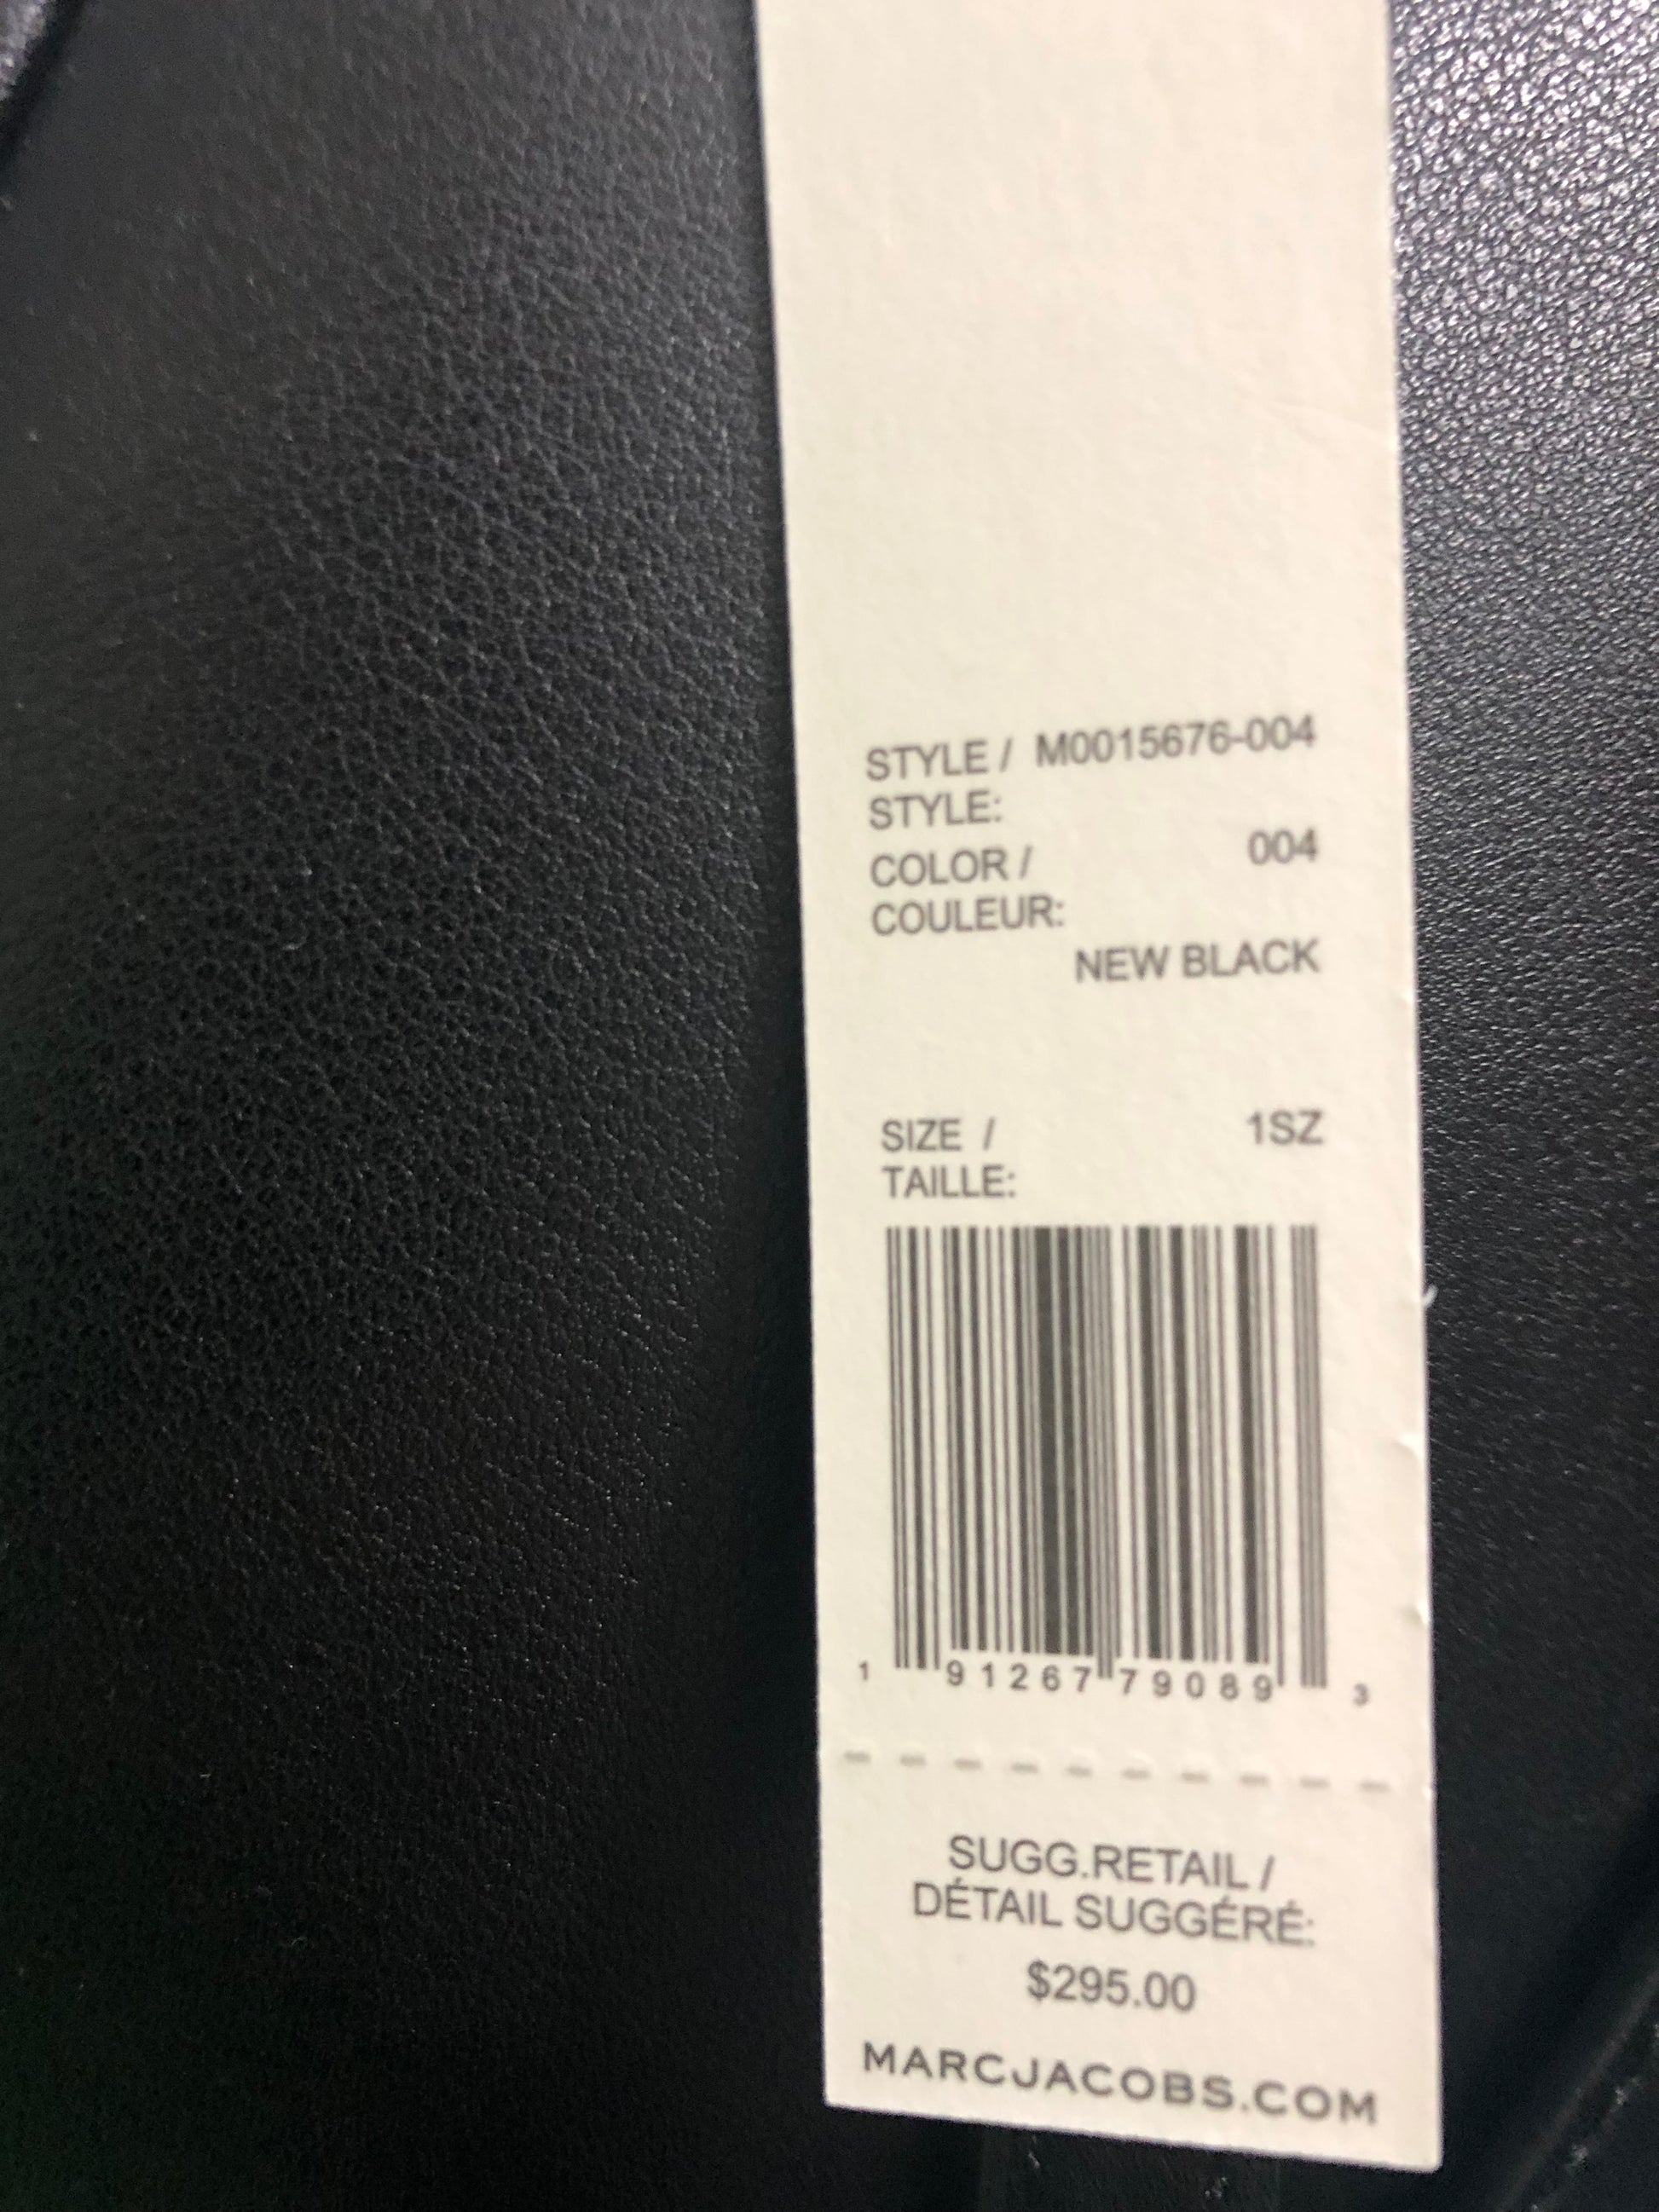 STYLE / M0015676-004
STYLE:
COLOR / 004
COULEUR:
NEW BLACK
SIZE / 1SZ
TAILLE:
1 91267 79089 3
SUGG.RETAIL /
DÉTAIL SUGGÉRÉ:
$295.00
MARCJACOBS.COM